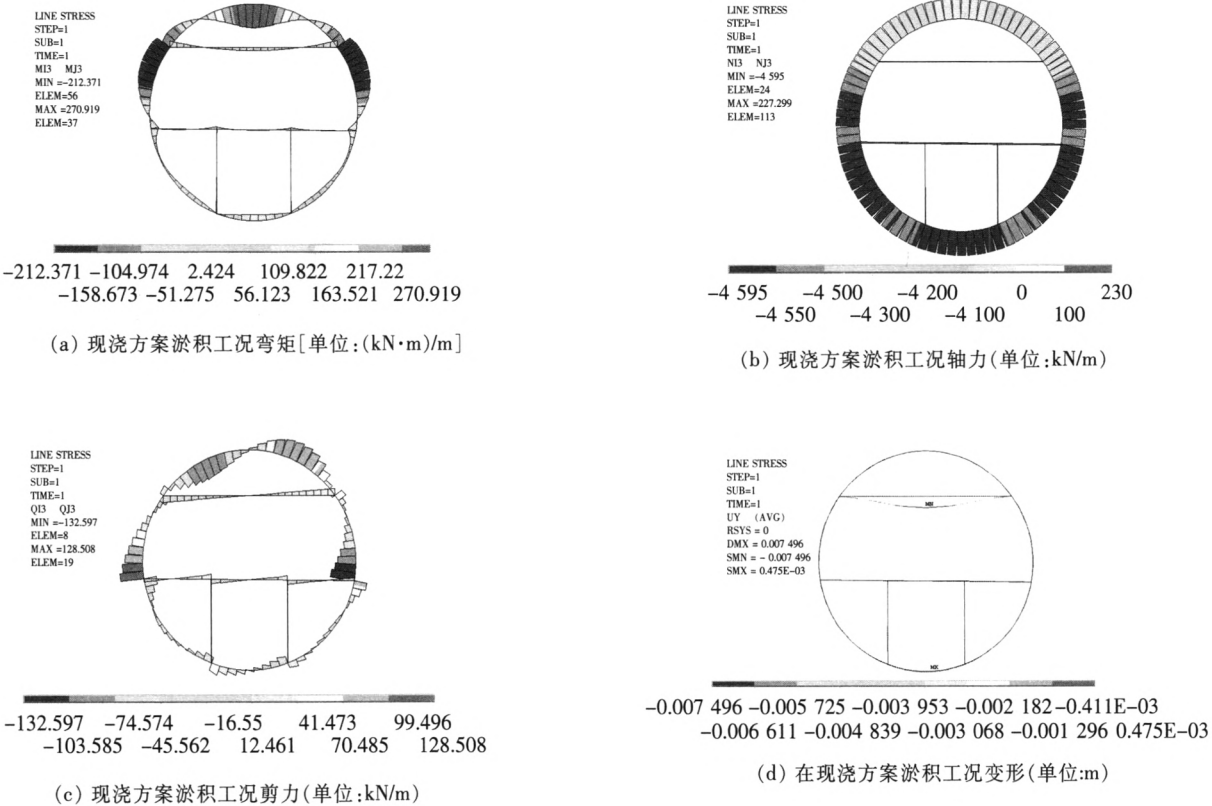 LINE STRESS
STEP=1
SUB=1
TIME=1
MI3 MJ3
MIN =-212.371
ELEM=56
MAX =270.919
ELEM=37
-212.371 -104.974 2.424 109.822 217.22
-158.673 -51.275 56.123 163.521 270.919
(a) 现浇方案淤积工况弯矩[单位:(kN·m)/m]
LINE STRESS
STEP=1
SUB=1
TIME=1
NI3 NJ3
MIN =-4 595
ELEM=24
MAX =227.299
ELEM=113
-4 595 -4 500 -4 200 0 230
-4 550 -4 300 -4 100 100
(b) 现浇方案淤积工况轴力(单位:kN/m)
LINE STRESS
STEP=1
SUB=1
TIME=1
QI3 QJ3
MIN =-132.597
ELEM=8
MAX =128.508
ELEM=19
-132.597 -74.574 -16.55 41.473 99.496
-103.585 -45.562 12.461 70.485 128.508
(c) 现浇方案淤积工况剪力(单位:kN/m)
LINE STRESS
STEP=1
SUB=1
TIME=1
UY (AVG)
RSYS = 0
DMX = 0.007 496
SMN = - 0.007 496
SMX = 0.475E-03
MN
MX
-0.007 496 -0.005 725 -0.003 953 -0.002 182 -0.411E-03
-0.006 611 -0.004 839 -0.003 068 -0.001 296 0.475E-03
(d) 在现浇方案淤积工况变形(单位:m)